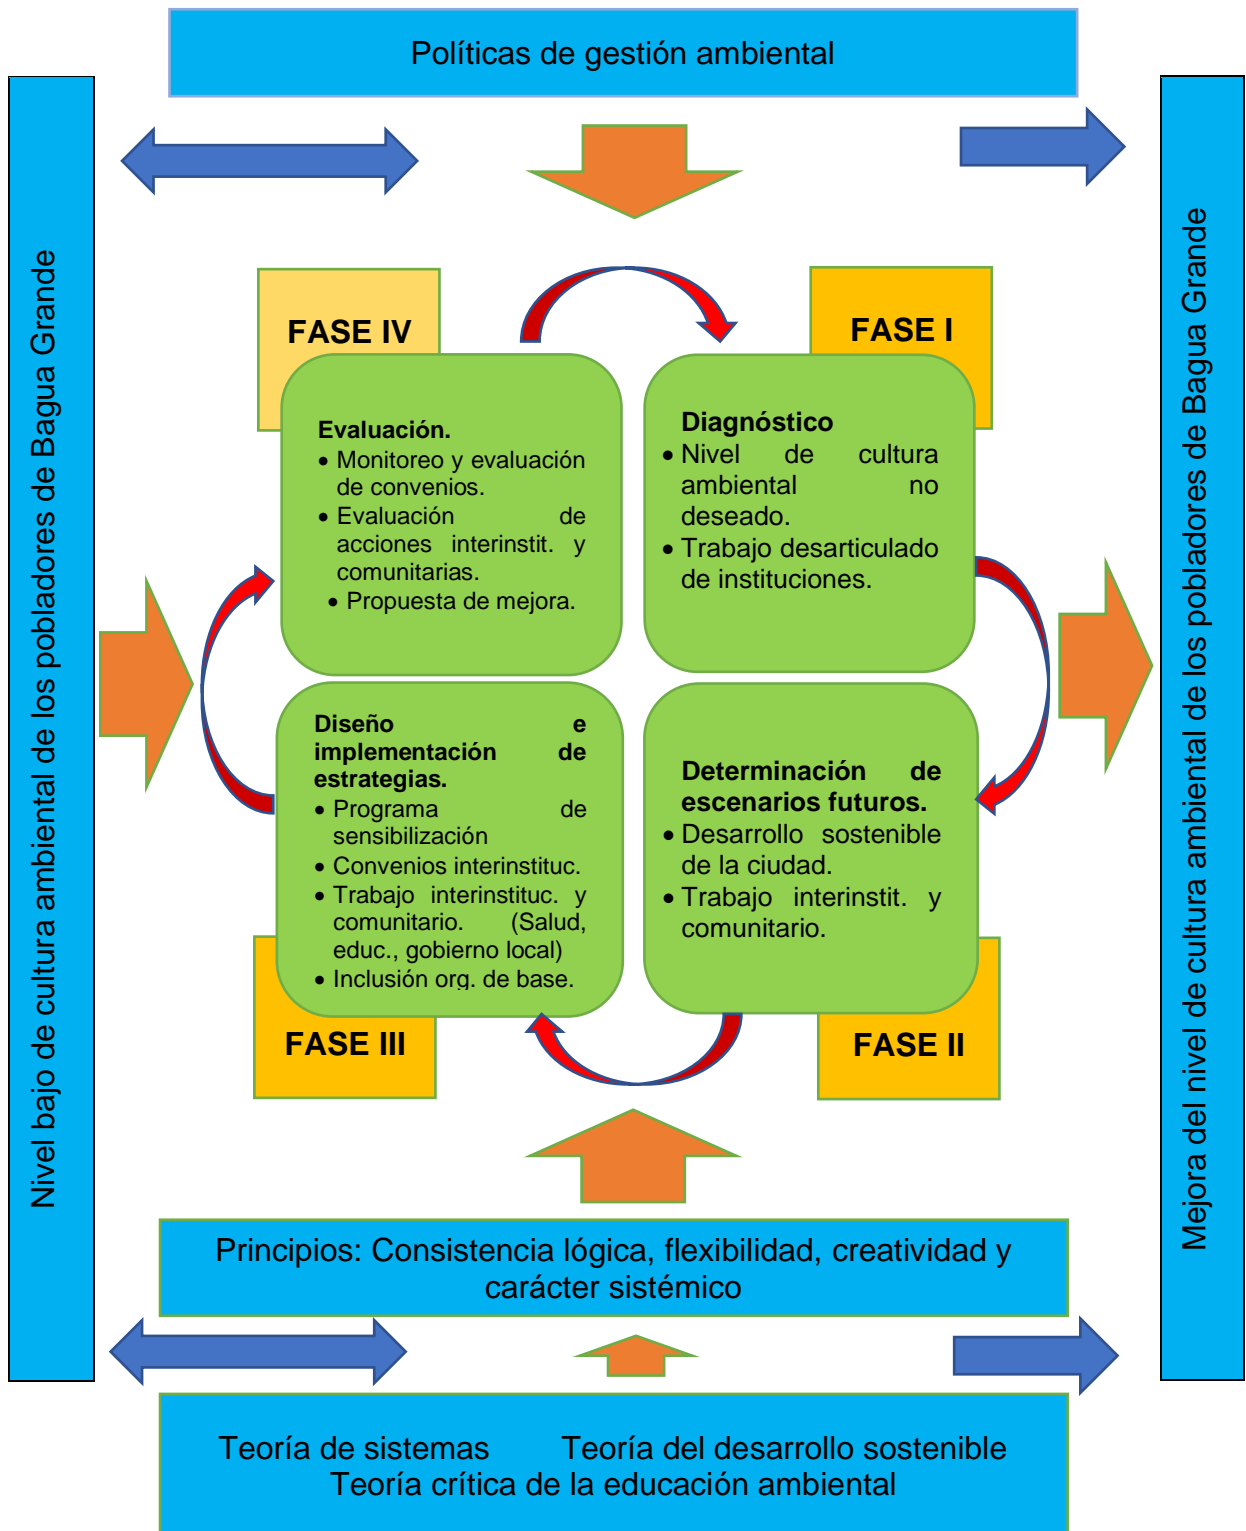 Políticas de gestión ambiental
Nivel bajo de cultura ambiental de los pobladores de Bagua Grande
FASE IV
Evaluación.
• Monitoreo y evaluación
de convenios.
• Evaluación de
acciones interinstit. y
comunitarias.
• Propuesta de mejora.
FASE I
Diagnóstico
• Nivel de cultura
ambiental no
deseado.
• Trabajo desarticulado
de instituciones.
Diseño e
implementación de
estrategias.
• Programa de
sensibilización
• Convenios interinstituc.
• Trabajo interinstituc. y
comunitario. (Salud,
educ., gobierno local)
• Inclusión org. de base.
FASE III
Determinación de
escenarios futuros.
• Desarrollo sostenible
de la ciudad.
• Trabajo interinstit. y
comunitario.
FASE II
Mejora del nivel de cultura ambiental de los pobladores de Bagua Grande
Principios: Consistencia lógica, flexibilidad, creatividad y
carácter sistémico
Teoría de sistemas Teoría del desarrollo sostenible
Teoría crítica de la educación ambiental